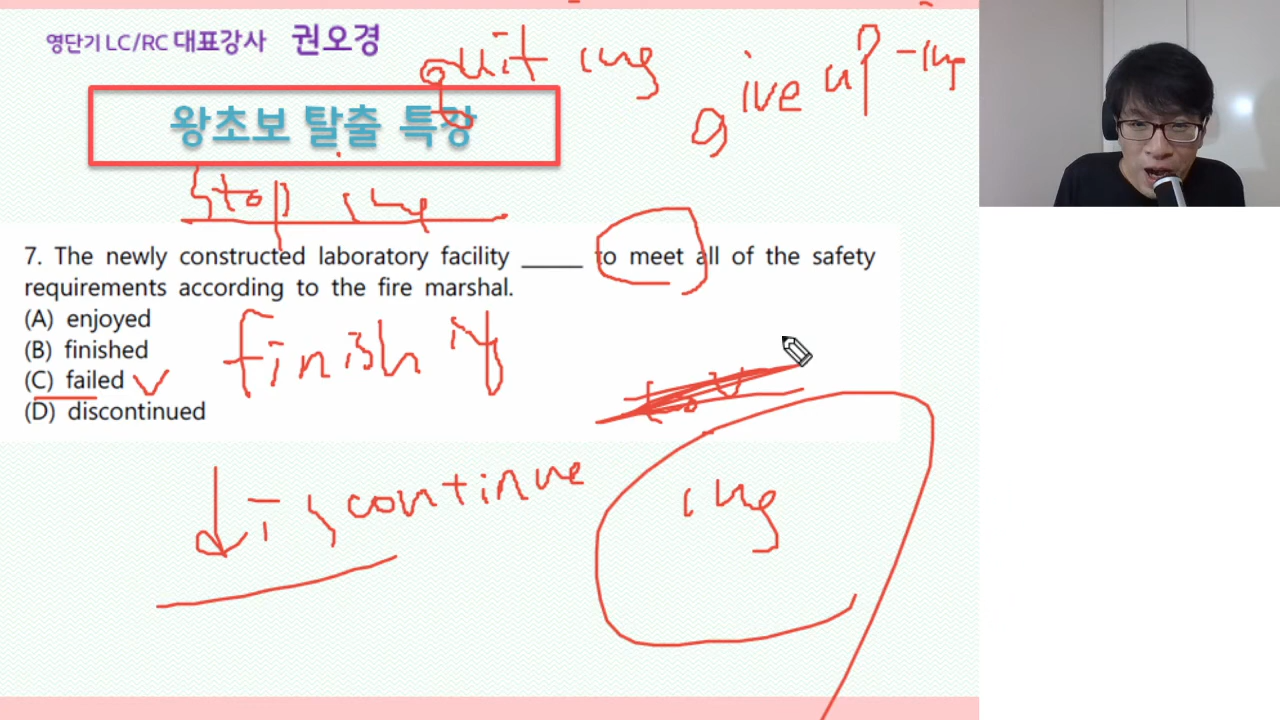 영단기 LC/RC 대표강사 권오경
quit ing
give up -ing
왕초보 탈출 특강
stop ing
7. The newly constructed laboratory facility _____ to meet all of the safety
requirements according to the fire marshal.
(A) enjoyed
(B) finished
(C) failed
(D) discontinued
finish
to V
discontinue
ing